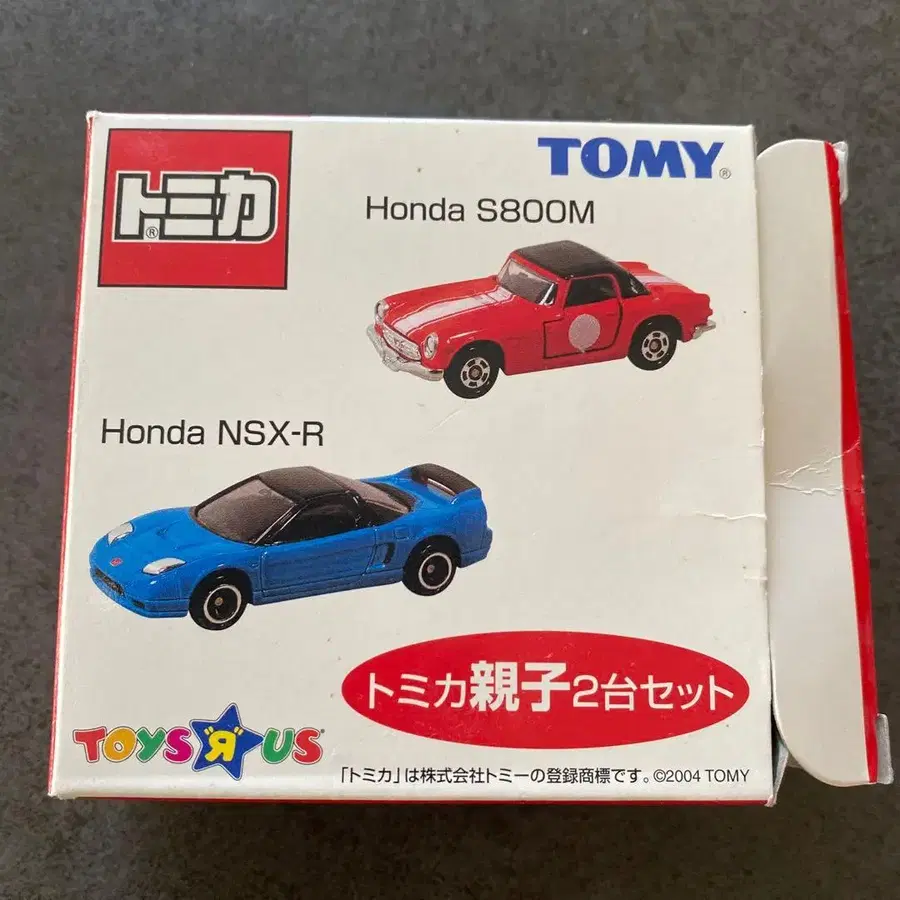 トミカ®
TOMY®
Honda S800M
Honda NSX-R
トミカ親子2台セット
TOYS "R" US
「トミカ」は株式会社トミーの登録商標です。©2004 TOMY